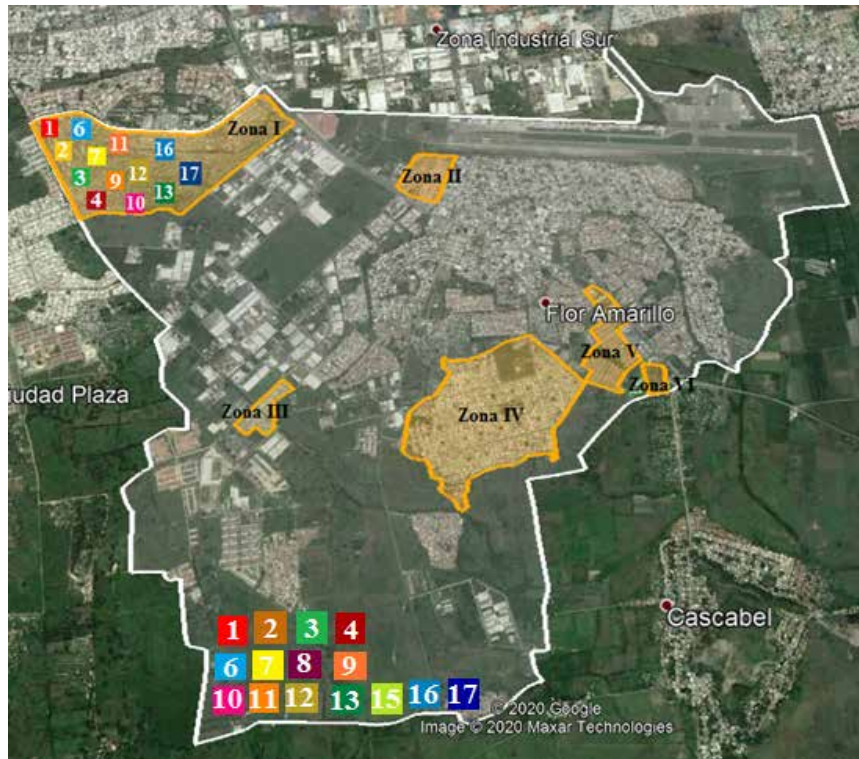 Zona Industrial Sur
Zona I
1 6 11 16
2 7 12 17
3 9 13
4 10
Zona II
Flor Amarillo
Zona V
Zona VI
iudad Plaza
Zona III
Zona IV
Cascabel
1 2 3 4
6 7 8 9
10 11 12 13 15 16 17
© 2020 Google
Image © 2020 Maxar Technologies